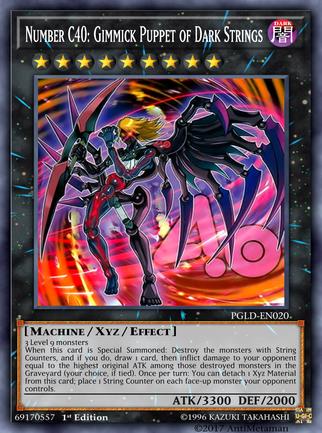 Number C40: Gimmick Puppet of Dark Strings
DARK
闇
PGLD-EN020
[Machine / Xyz / Effect]
3 Level 9 monsters
When this card is Special Summoned: Destroy the monsters with String
Counters, and if you do, draw 1 card, then inflict damage to your opponent
equal to the highest original ATK among those destroyed monsters in the
Graveyard (your choice, if tied). Once per turn: You can detach 1 Xyz Material
from this card; place 1 String Counter on each face-up monster your opponent
controls.
ATK/3300 DEF/2000
69170557 1st Edition ©1996 KAZUKI TAKAHASHI
©2017 AntiMetaman